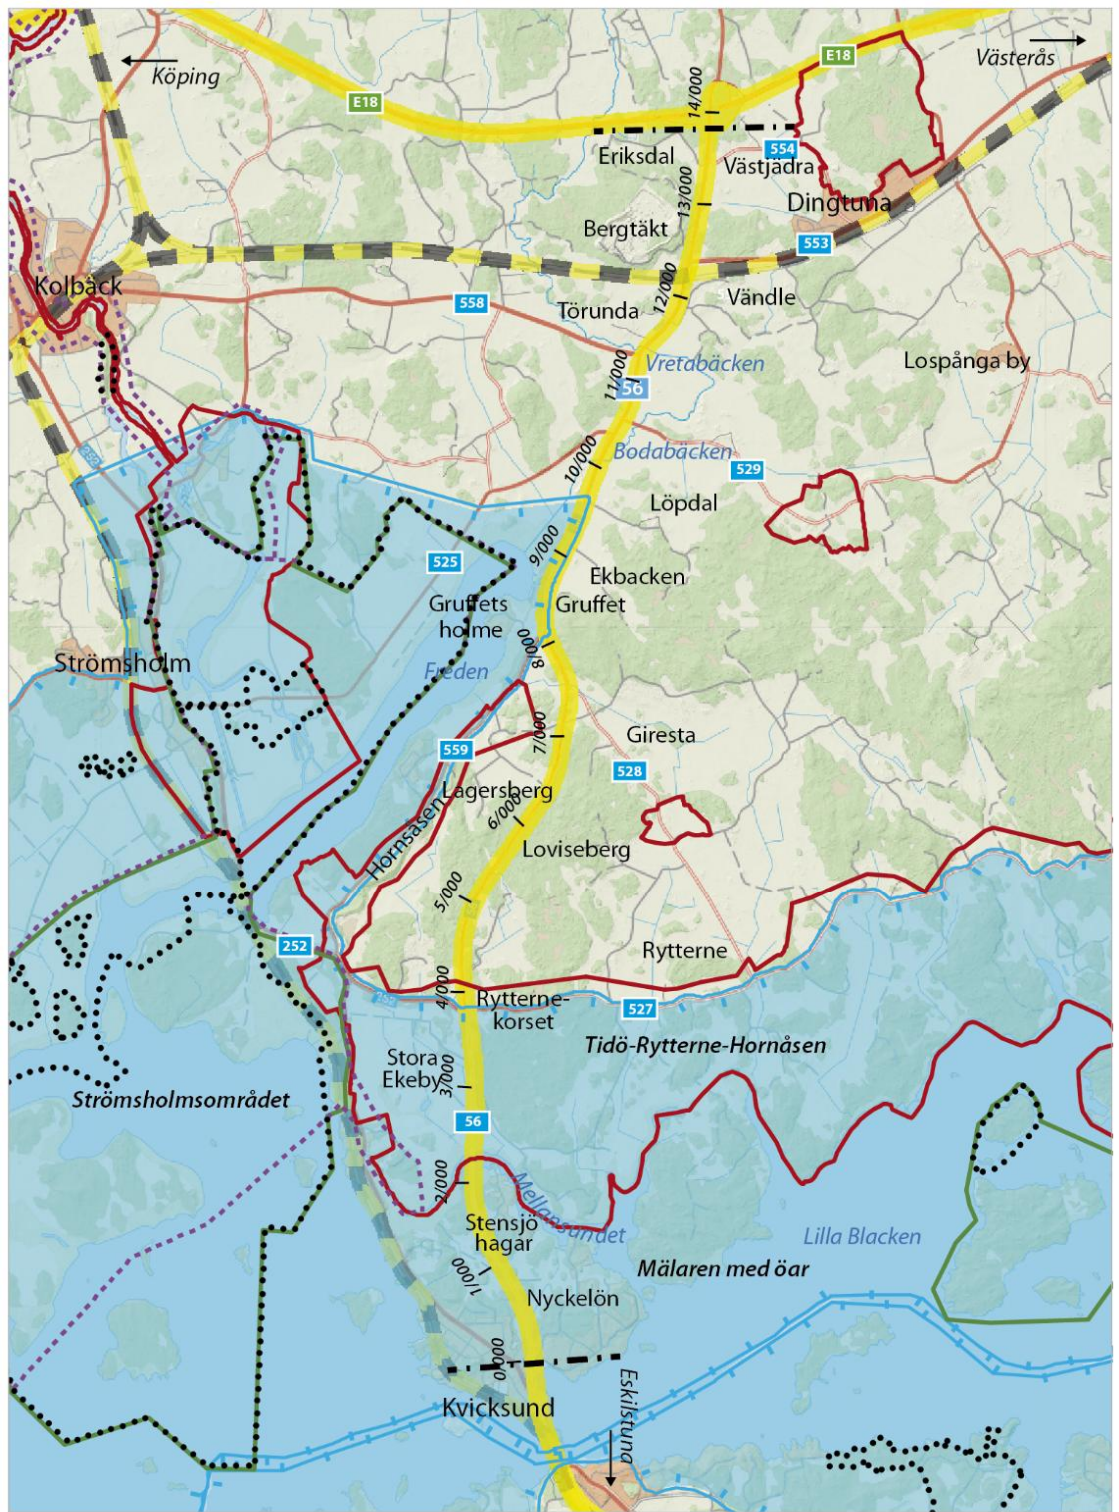 E18
Västerås
Köping
E18
14/000
554
Eriksdal
Västjädra
13/000
Dingtuna
Bergtäkt
553
Kolbäck
12/000
Vändle
558
Törunda
Vretabäcken
Lospånga by
11/000
56
Bodabäcken
252
10/000
529
Löpdal
9/000
525
Ekbacken
Gruffets
holme
Gruffet
8/000
Strömsholm
Freden
7/000
Giresta
559
528
Lagersberg
6/000
Hornsåsen
Loviseberg
5/000
252
Rytterne
4/000
252
Rytterne-
korset
527
Tidö-Rytterne-Hornåsen
Stora
Ekeby
3/000
Strömsholmsområdet
56
2/000
Mellansundet
Stensjö
hagar
Lilla Blacken
Mälaren med öar
1/000
Nyckelön
0/000
Kvicksund
Eskilstuna